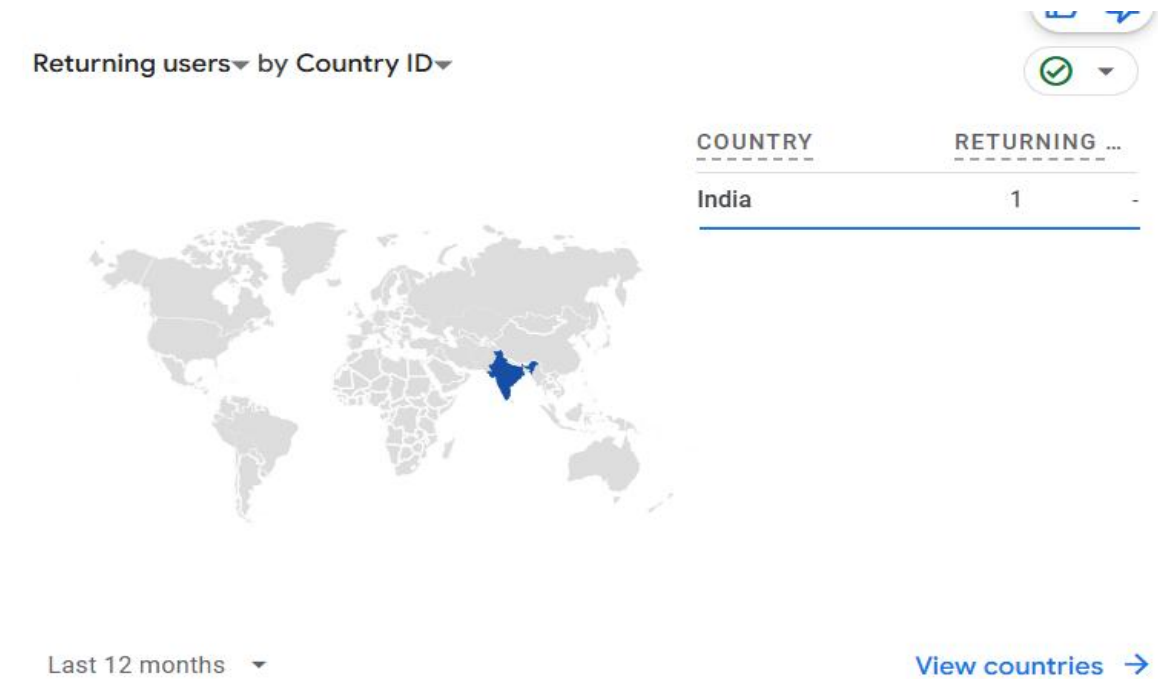 Returning users by Country ID
COUNTRY RETURNING ...
India 1 -
Last 12 months
View countries